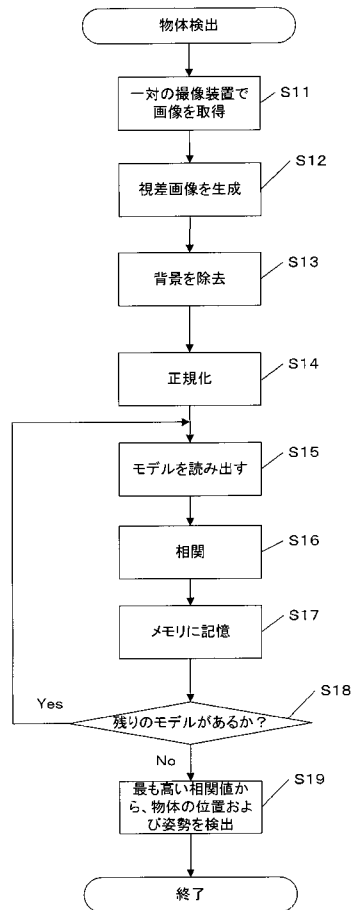 物体検出
一対の撮像装置で
画像を取得
S11
視差画像を生成
S12
背景を除去
S13
正規化
S14
モデルを読み出す
S15
相関
S16
メモリに記憶
S17
残りのモデルがあるか？
S18
Yes
No
最も高い相関値か
ら、物体の位置およ
び姿勢を検出
S19
終了